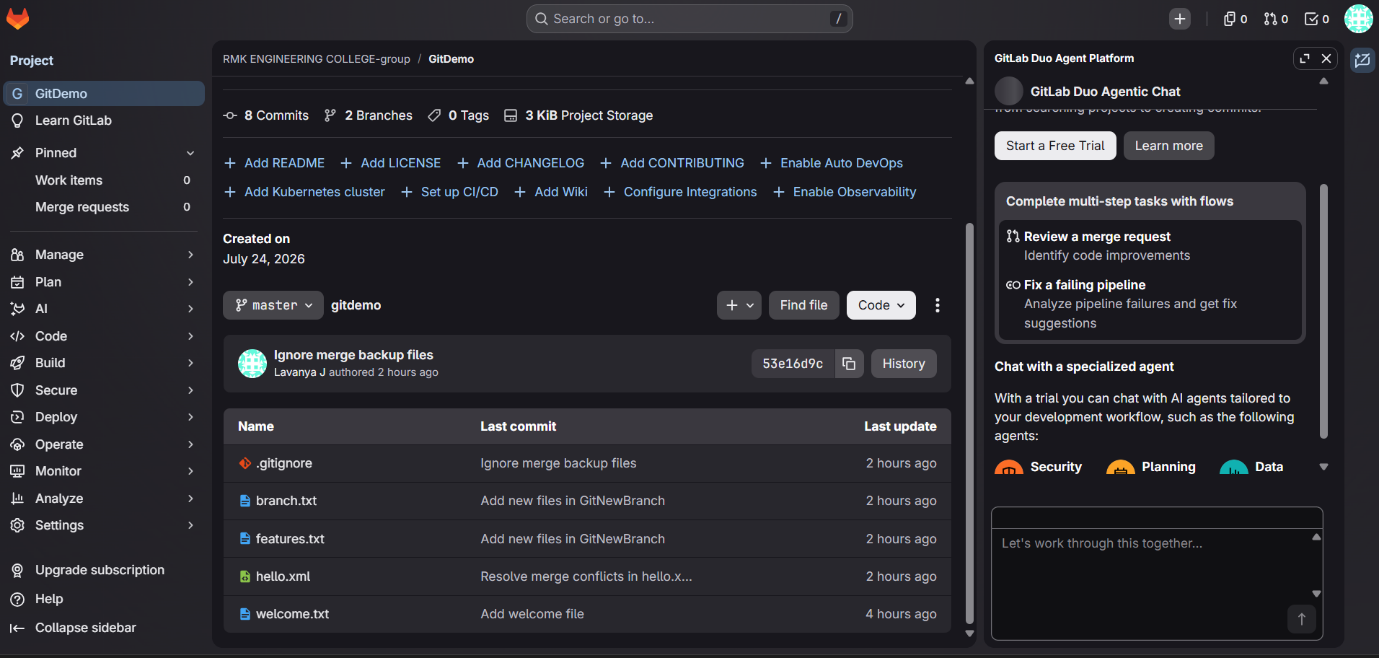 Search or go to...
/
0
0
0
Project
G GitDemo
Learn GitLab
Pinned
Work items 0
Merge requests 0
Manage
Plan
AI
Code
Build
Secure
Deploy
Operate
Monitor
Analyze
Settings
Upgrade subscription
Help
Collapse sidebar
RMK ENGINEERING COLLEGE-group / GitDemo
8 Commits 2 Branches 0 Tags 3 KiB Project Storage
+ Add README + Add LICENSE + Add CHANGELOG + Add CONTRIBUTING + Enable Auto DevOps
+ Add Kubernetes cluster + Set up CI/CD + Add Wiki + Configure Integrations + Enable Observability
Created on
July 24, 2026
master gitdemo + Find file Code
Ignore merge backup files
Lavanya J authored 2 hours ago
53e16d9c History
Name Last commit Last update
.gitignore Ignore merge backup files 2 hours ago
branch.txt Add new files in GitNewBranch 2 hours ago
features.txt Add new files in GitNewBranch 2 hours ago
hello.xml Resolve merge conflicts in hello.x... 2 hours ago
welcome.txt Add welcome file 4 hours ago
GitLab Duo Agent Platform
GitLab Duo Agentic Chat
from searching projects to creating commits.
Start a Free Trial Learn more
Complete multi-step tasks with flows
Review a merge request
Identify code improvements
Fix a failing pipeline
Analyze pipeline failures and get fix
suggestions
Chat with a specialized agent
With a trial you can chat with AI agents tailored to
your development workflow, such as the following
agents:
Security Planning Data
Let's work through this together...